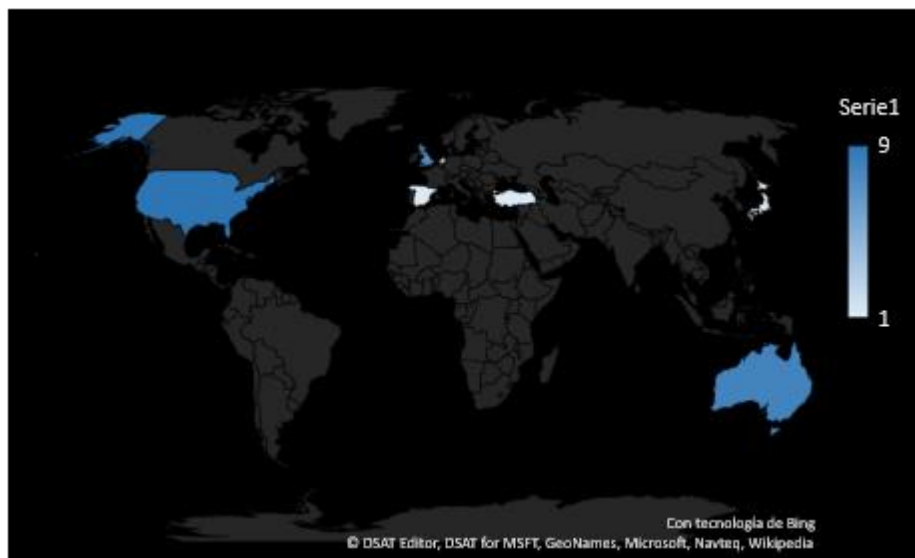 Serie1
9
1
Con tecnología de Bing
© DSAT Editor, DSAT for MSFT, GeoNames, Microsoft, Navteq, Wikipedia